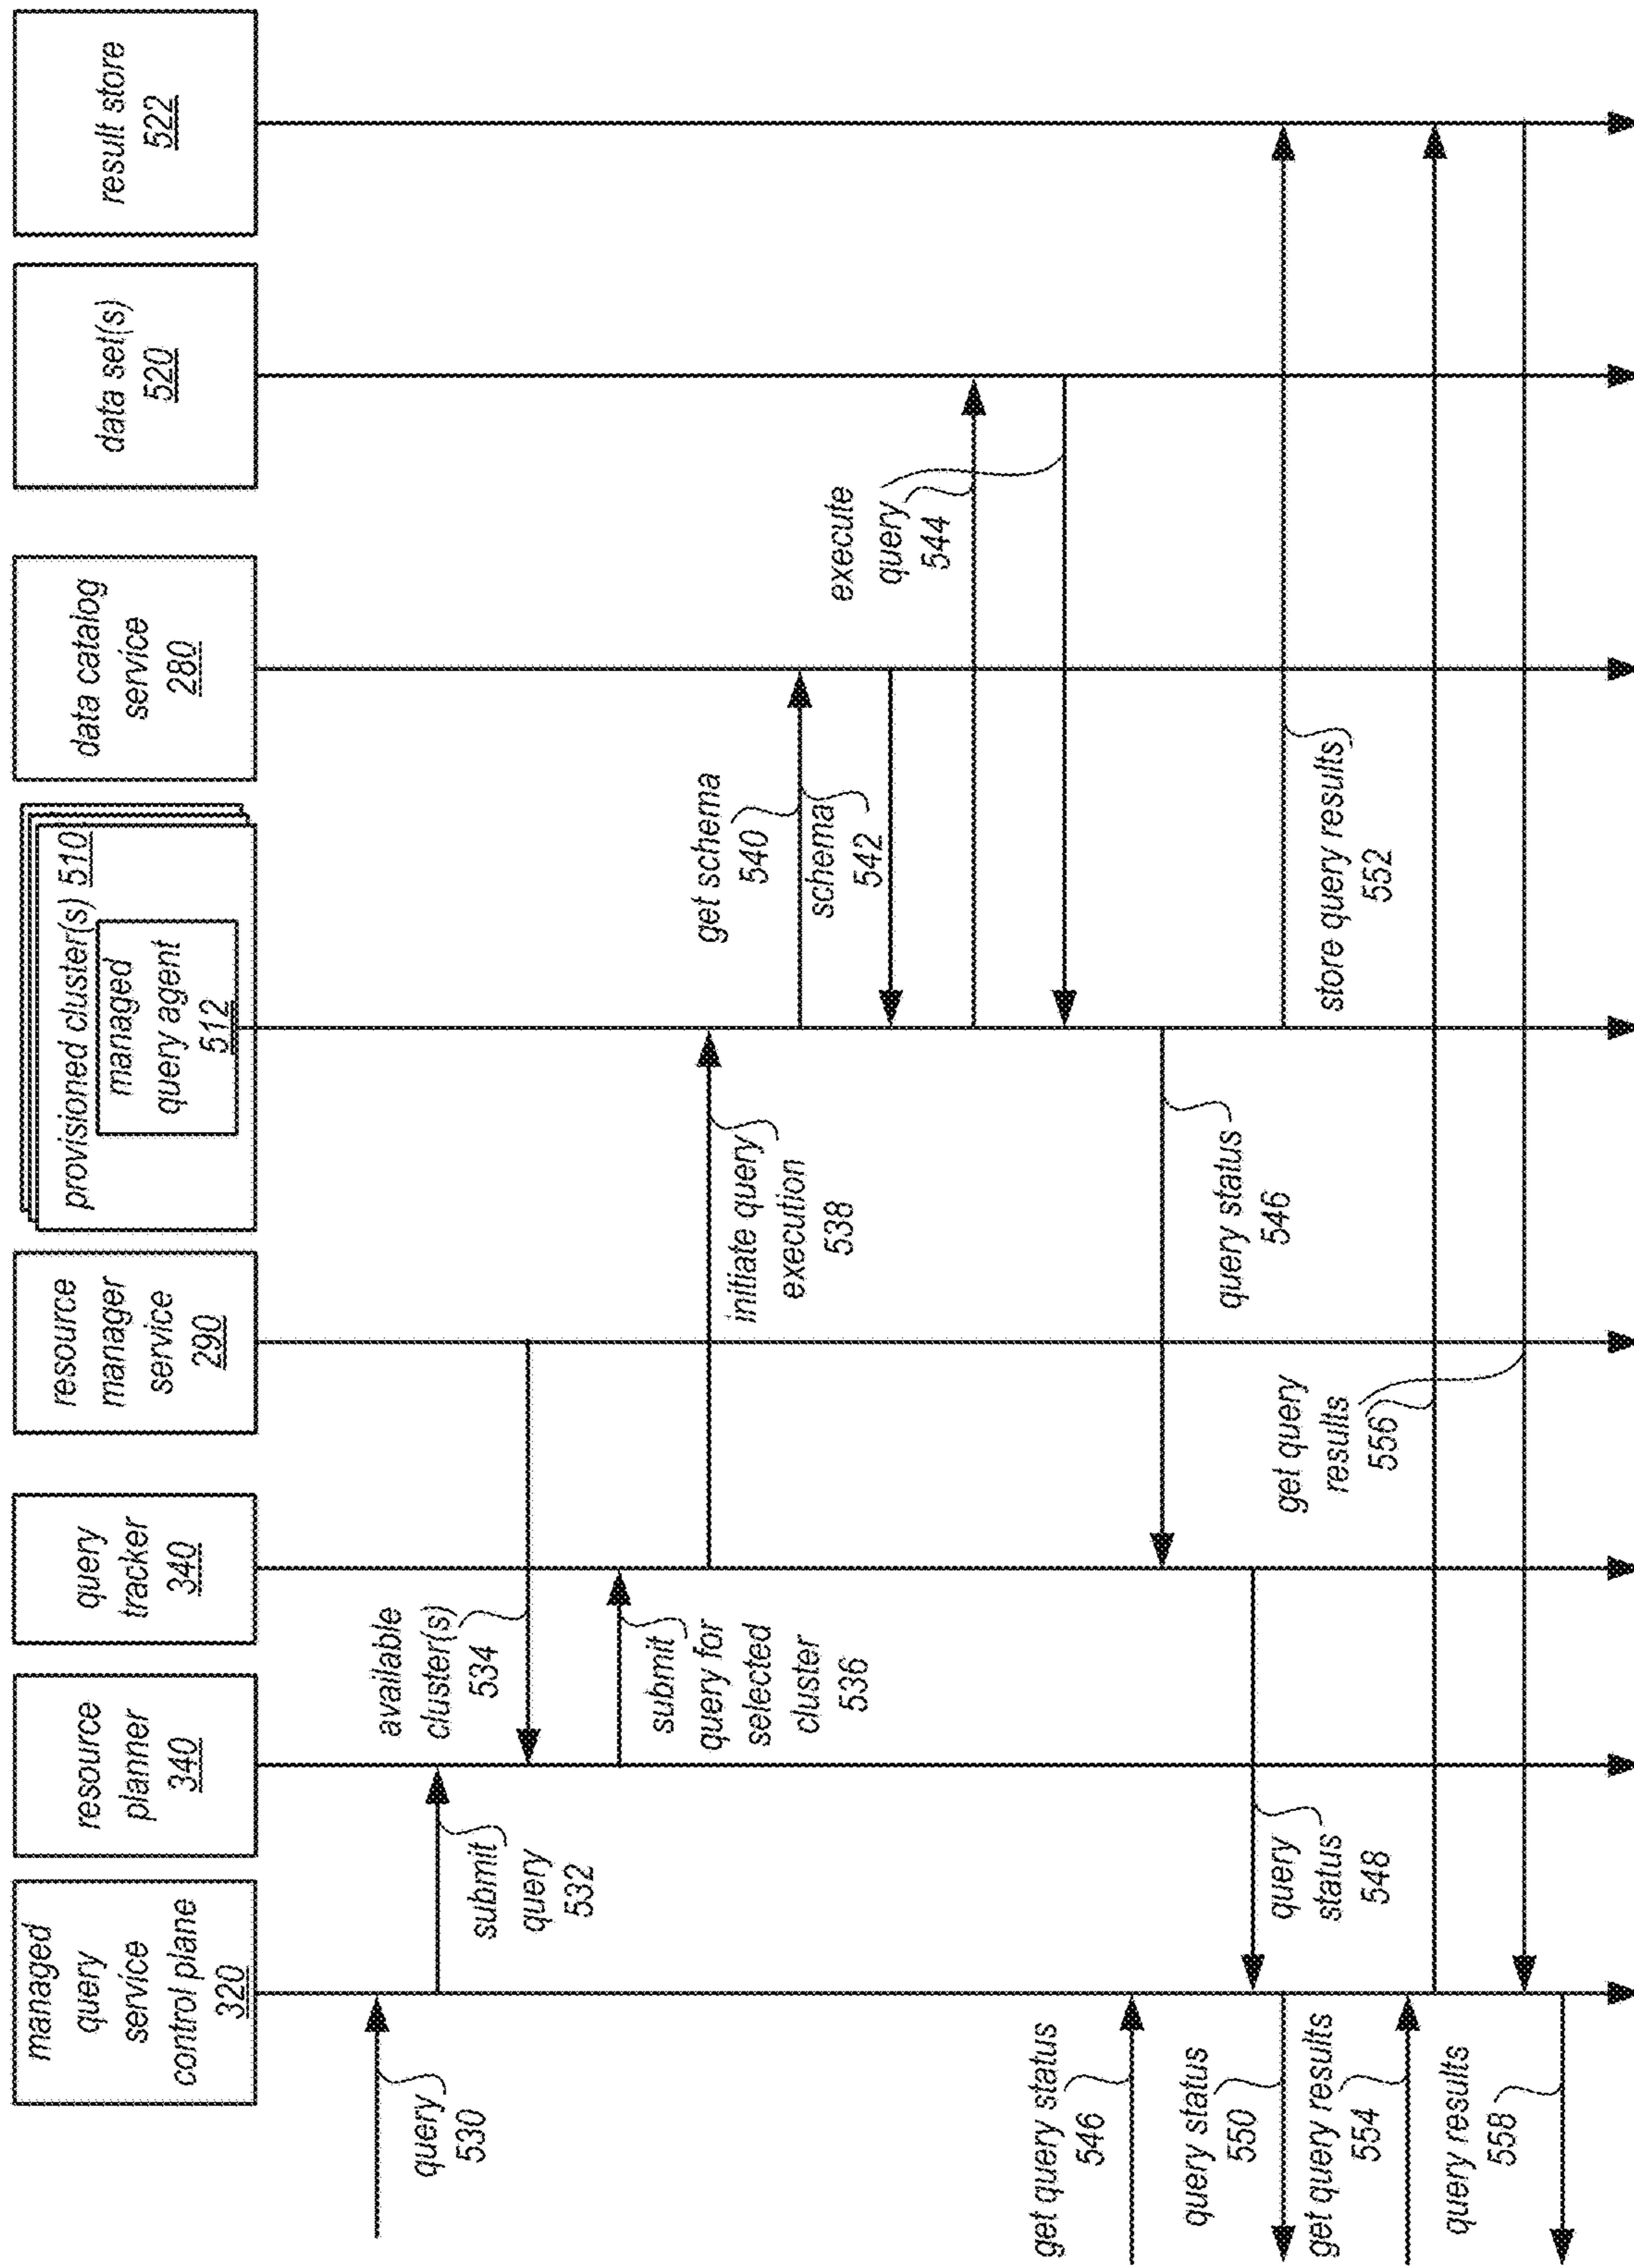 managed
query
service
control plane
320
resource
planner
340
query
tracker
340
resource
manager
service
290
provisioned cluster(s) 510
managed
query agent
512
data catalog
service
280
data set(s)
520
result store
522
query
530
submit
query
532
available
cluster(s)
534
submit
query for
selected
cluster
536
initiate query
execution
538
get schema
540
schema
542
execute
query
544
get query status
546
query status
546
query
status
548
query status
550
store query results
552
get query results
554
get query
results
556
query results
558